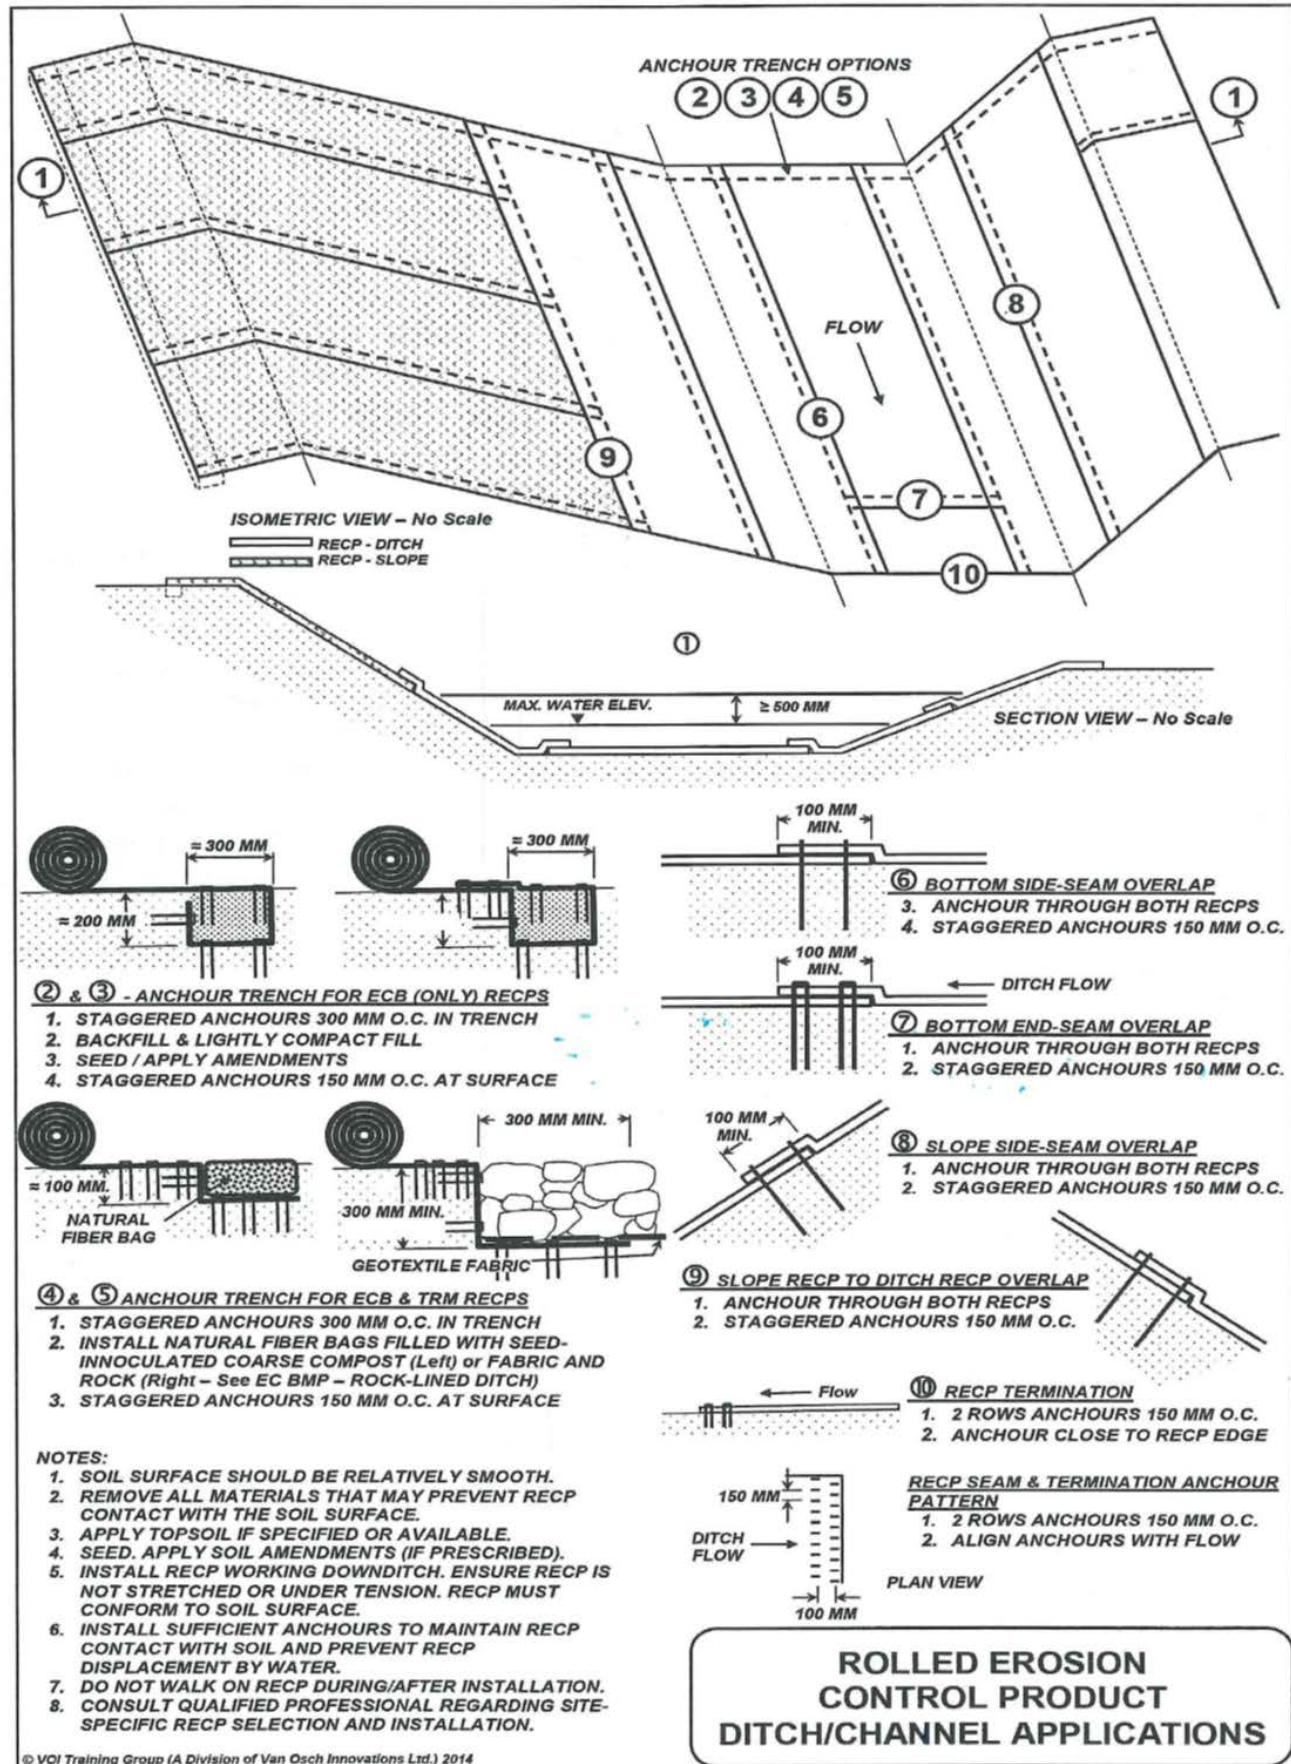 ANCHOUR TRENCH OPTIONS
② ③ ④ ⑤
①
①
FLOW
⑧
⑥
⑨
⑦
⑩
ISOMETRIC VIEW – No Scale
RECP - DITCH
RECP - SLOPE
①
MAX. WATER ELEV.
≥ 500 MM
SECTION VIEW – No Scale
≈ 300 MM
≈ 200 MM
≈ 300 MM
② & ③ - ANCHOUR TRENCH FOR ECB (ONLY) RECPS
1. STAGGERED ANCHOURS 300 MM O.C. IN TRENCH
2. BACKFILL & LIGHTLY COMPACT FILL
3. SEED / APPLY AMENDMENTS
4. STAGGERED ANCHOURS 150 MM O.C. AT SURFACE
≈ 100 MM.
NATURAL
FIBER BAG
300 MM MIN.
300 MM MIN.
GEOTEXTILE FABRIC
④ & ⑤ ANCHOUR TRENCH FOR ECB & TRM RECPS
1. STAGGERED ANCHOURS 300 MM O.C. IN TRENCH
2. INSTALL NATURAL FIBER BAGS FILLED WITH SEED-
INNOCULATED COARSE COMPOST (Left) or FABRIC AND
ROCK (Right – See EC BMP – ROCK-LINED DITCH)
3. STAGGERED ANCHOURS 150 MM O.C. AT SURFACE
NOTES:
1. SOIL SURFACE SHOULD BE RELATIVELY SMOOTH.
2. REMOVE ALL MATERIALS THAT MAY PREVENT RECP
CONTACT WITH THE SOIL SURFACE.
3. APPLY TOPSOIL IF SPECIFIED OR AVAILABLE.
4. SEED. APPLY SOIL AMENDMENTS (IF PRESCRIBED).
5. INSTALL RECP WORKING DOWNDITCH. ENSURE RECP IS
NOT STRETCHED OR UNDER TENSION. RECP MUST
CONFORM TO SOIL SURFACE.
6. INSTALL SUFFICIENT ANCHOURS TO MAINTAIN RECP
CONTACT WITH SOIL AND PREVENT RECP
DISPLACEMENT BY WATER.
7. DO NOT WALK ON RECP DURING/AFTER INSTALLATION.
8. CONSULT QUALIFIED PROFESSIONAL REGARDING SITE-
SPECIFIC RECP SELECTION AND INSTALLATION.
© VOI Training Group (A Division of Van Osch Innovations Ltd.) 2014
100 MM
MIN.
⑥ BOTTOM SIDE-SEAM OVERLAP
3. ANCHOUR THROUGH BOTH RECPS
4. STAGGERED ANCHOURS 150 MM O.C.
100 MM
MIN.
DITCH FLOW
⑦ BOTTOM END-SEAM OVERLAP
1. ANCHOUR THROUGH BOTH RECPS
2. STAGGERED ANCHOURS 150 MM O.C.
100 MM
MIN.
⑧ SLOPE SIDE-SEAM OVERLAP
1. ANCHOUR THROUGH BOTH RECPS
2. STAGGERED ANCHOURS 150 MM O.C.
⑨ SLOPE RECP TO DITCH RECP OVERLAP
1. ANCHOUR THROUGH BOTH RECPS
2. STAGGERED ANCHOURS 150 MM O.C.
Flow
⑩ RECP TERMINATION
1. 2 ROWS ANCHOURS 150 MM O.C.
2. ANCHOUR CLOSE TO RECP EDGE
RECP SEAM & TERMINATION ANCHOUR
PATTERN
1. 2 ROWS ANCHOURS 150 MM O.C.
2. ALIGN ANCHOURS WITH FLOW
150 MM
DITCH
FLOW
PLAN VIEW
100 MM
ROLLED EROSION
CONTROL PRODUCT
DITCH/CHANNEL APPLICATIONS